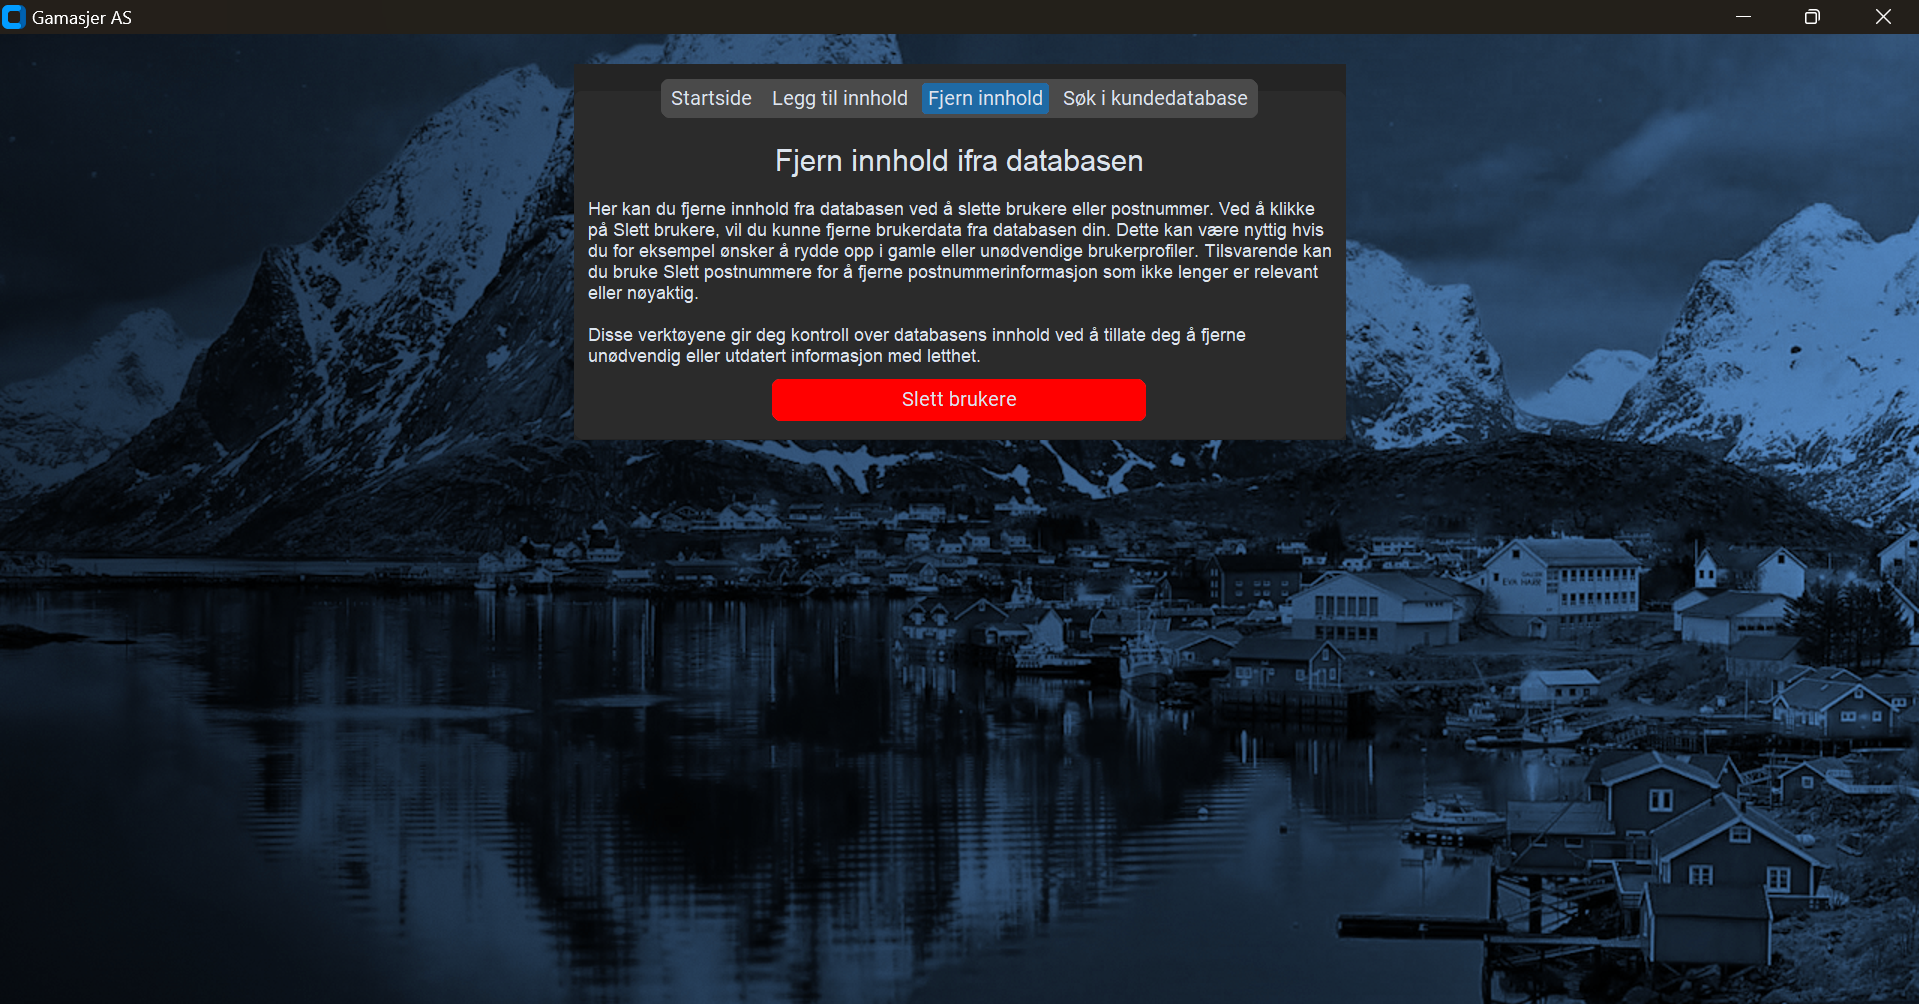 Gamasjer AS
Startside Legg til innhold Fjern innhold Søk i kundedatabase
Fjern innhold ifra databasen
Her kan du fjerne innhold fra databasen ved å slette brukere eller postnummer. Ved å klikke
på Slett brukere, vil du kunne fjerne brukerdata fra databasen din. Dette kan være nyttig hvis
du for eksempel ønsker å rydde opp i gamle eller unødvendige brukerprofiler. Tilsvarende kan
du bruke Slett postnummere for å fjerne postnummerinformasjon som ikke lenger er relevant
eller nøyaktig.
Disse verktøyene gir deg kontroll over databasens innhold ved å tillate deg å fjerne
unødvendig eller utdatert informasjon med letthet.
Slett brukere
EVA HARR